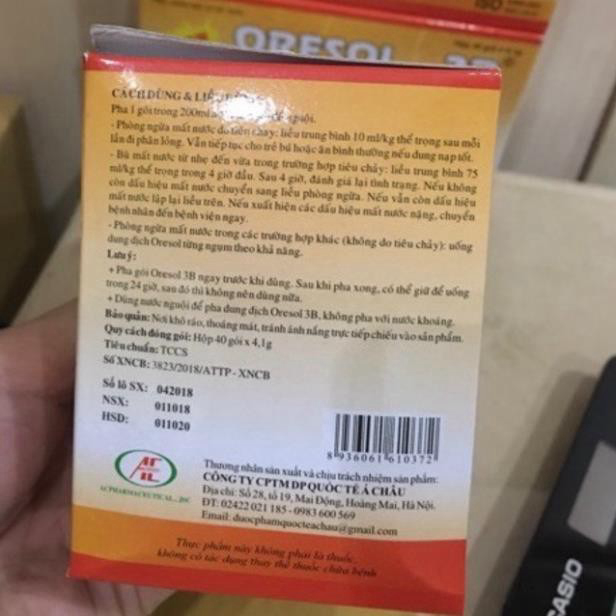 ORESOL
CÁCH DÙNG & LIỀU
Pha 1 gói trong 200ml nguội.
- Phòng ngừa mất nước do tiêu chảy: liều trung bình 10 ml/kg thể trọng sau mỗi
lần đi phân lỏng. Vẫn tiếp tục cho trẻ bú hoặc ăn bình thường nếu dung nạp tốt.
- Bù mất nước từ nhẹ đến vừa trong trường hợp tiêu chảy: liều trung bình 75
ml/kg thể trọng trong 4 giờ đầu. Sau 4 giờ, đánh giá lại tình trạng. Nếu không
còn dấu hiệu mất nước chuyển sang liều phòng ngừa. Nếu vẫn còn dấu hiệu
mất nước lặp lại liều trên. Nếu xuất hiện các dấu hiệu mất nước nặng, chuyển
bệnh nhân đến bệnh viện ngay.
- Phòng ngừa mất nước trong các trường hợp khác (không do tiêu chảy): uống
dung dịch Oresol từng ngụm theo khả năng.
Lưu ý:
+ Pha gói Oresol 3B ngay trước khi dùng. Sau khi pha xong, có thể giữ để uống
trong 24 giờ, sau đó thì không nên dùng nữa.
+ Dùng nước nguội để pha dung dịch Oresol 3B, không pha với nước khoáng.
Bảo quản: Nơi khô ráo, thoáng mát, tránh ánh nắng trực tiếp chiếu vào sản phẩm.
Quy cách đóng gói: Hộp 40 gói x 4,1g
Tiêu chuẩn: TCCS
Số XNCB: 3823/2018/ATTP - XNCB
Số lô SX: 042018
NSX: 011018
HSD: 011020
8 936061 610372
ACPHARMACEUTICAL.,INC
Thương nhân sản xuất và chịu trách nhiệm sản phẩm:
CÔNG TY CPTM DP QUỐC TẾ Á CHÂU
Địa chỉ: Số 28, tổ 19, Mai Động, Hoàng Mai, Hà Nội.
ĐT: 02422 021 185 - 0983 600 569
Email: duocphamquocteachau@gmail.com
Thực phẩm này không phải là thuốc,
không có tác dụng thay thế thuốc chữa bệnh
CASIO